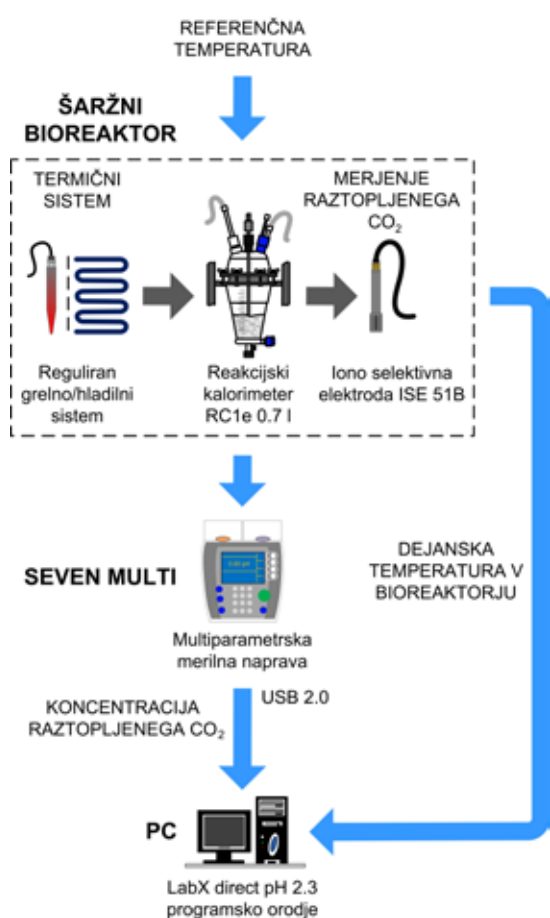 REFERENČNA
TEMPERATURA
ŠARŽNI
BIOREAKTOR
TERMIČNI
SISTEM
MERJENJE
RAZTOPLJENEGA
CO₂
Reguliran
grelno/hladilni
sistem
Reakcijski
kalorimeter
RC1e 0.7 l
Iono selektivna
elektroda ISE 51B
SEVEN MULTI
Multiparametrska
merilna naprava
DEJANSKA
TEMPERATURA V
BIOREAKTORJU
KONCENTRACIJA
RAZTOPLJENEGA CO₂
USB 2.0
PC
LabX direct pH 2.3
programsko orodje